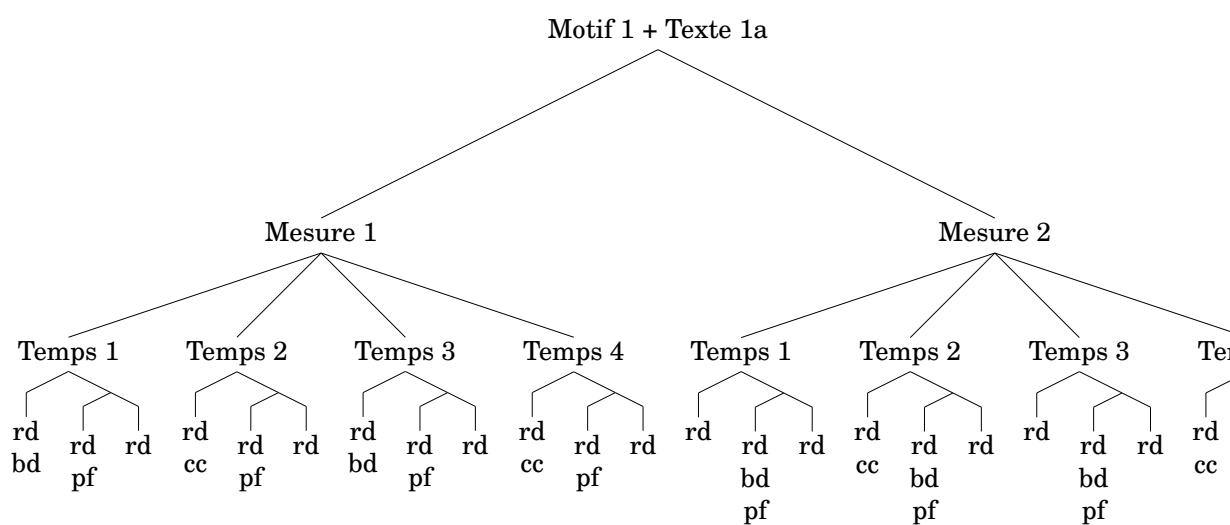 Motif 1 + Texte 1a
Mesure 1 Mesure 2
Temps 1 Temps 2 Temps 3 Temps 4 Temps 1 Temps 2 Temps 3
rd rd rd rd rd rd rd rd rd rd rd rd rd rd rd rd rd rd rd rd rd rd
bd pf cc pf bd pf cc pf bd cc bd bd cc
pf pf pf